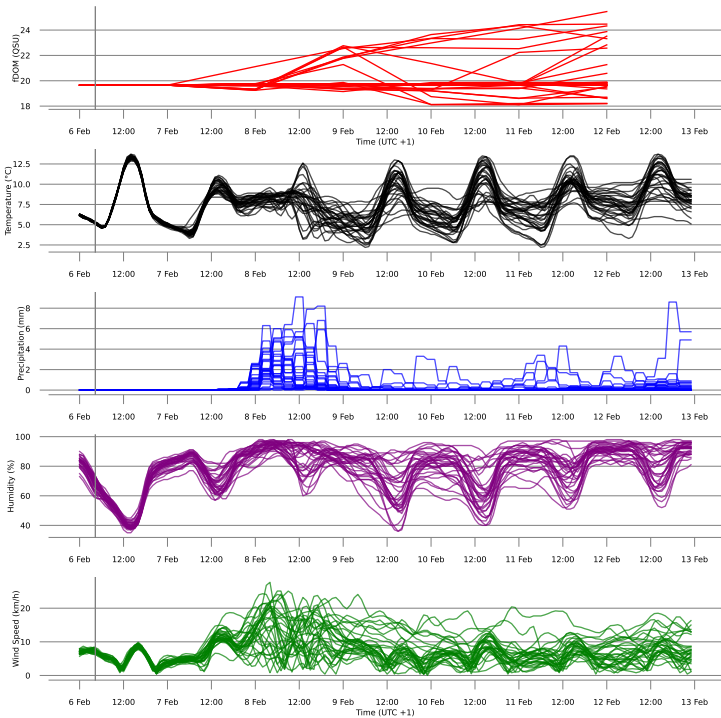 fDOM (QSU)
24
22
20
18
6 Feb 12:00 7 Feb 12:00 8 Feb 12:00 9 Feb 12:00 10 Feb 12:00 11 Feb 12:00 12 Feb 12:00 13 Feb
Time (UTC +1)
Temperature (°C)
12.5
10.0
7.5
5.0
2.5
6 Feb 12:00 7 Feb 12:00 8 Feb 12:00 9 Feb 12:00 10 Feb 12:00 11 Feb 12:00 12 Feb 12:00 13 Feb
Precipitation (mm)
8
6
4
2
0
6 Feb 12:00 7 Feb 12:00 8 Feb 12:00 9 Feb 12:00 10 Feb 12:00 11 Feb 12:00 12 Feb 12:00 13 Feb
Humidity (%)
100
80
60
40
6 Feb 12:00 7 Feb 12:00 8 Feb 12:00 9 Feb 12:00 10 Feb 12:00 11 Feb 12:00 12 Feb 12:00 13 Feb
Wind Speed (km/h)
20
10
0
6 Feb 12:00 7 Feb 12:00 8 Feb 12:00 9 Feb 12:00 10 Feb 12:00 11 Feb 12:00 12 Feb 12:00 13 Feb
Time (UTC +1)